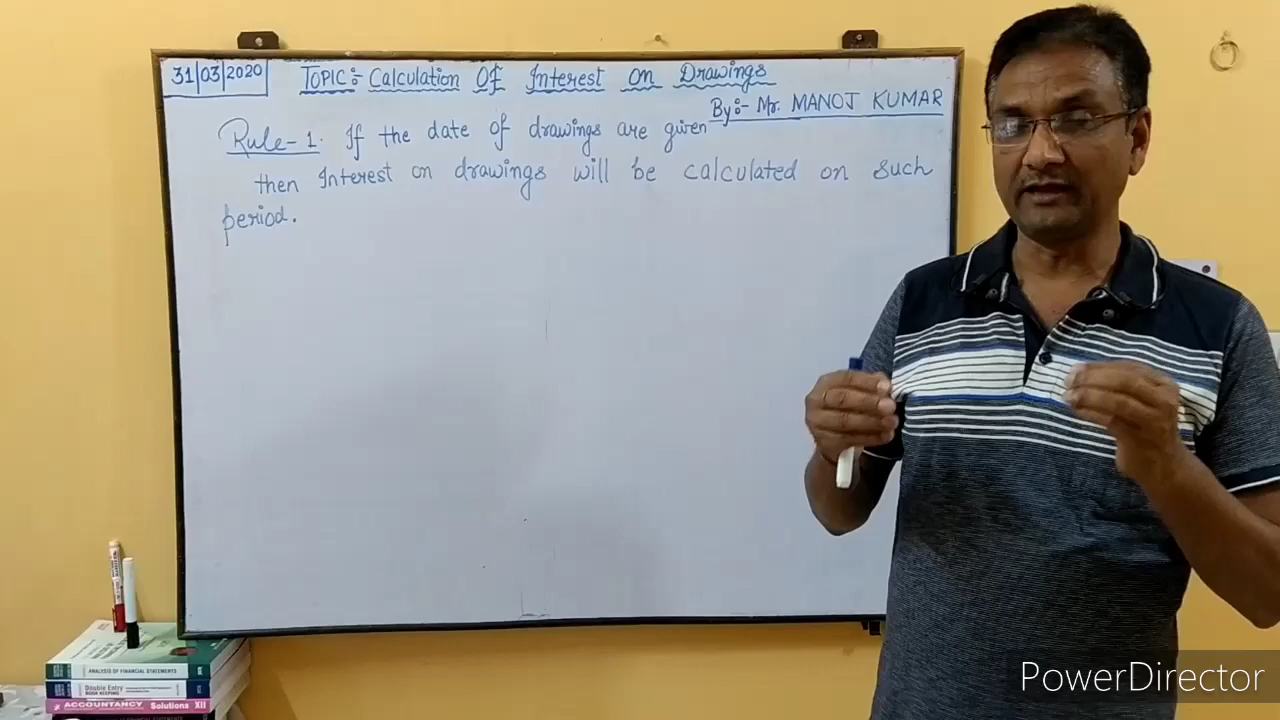 31/03/2020
TOPIC:- Calculation Of Interest on Drawings
By:- Mr. MANOJ KUMAR
Rule-1. If the date of drawings are given
then Interest on drawings will be calculated on such
period.
ANALYSIS OF FINANCIAL STATEMENTS
Double Entry
BOOK KEEPING
ACCOUNTANCY Solutions XII
PowerDirector